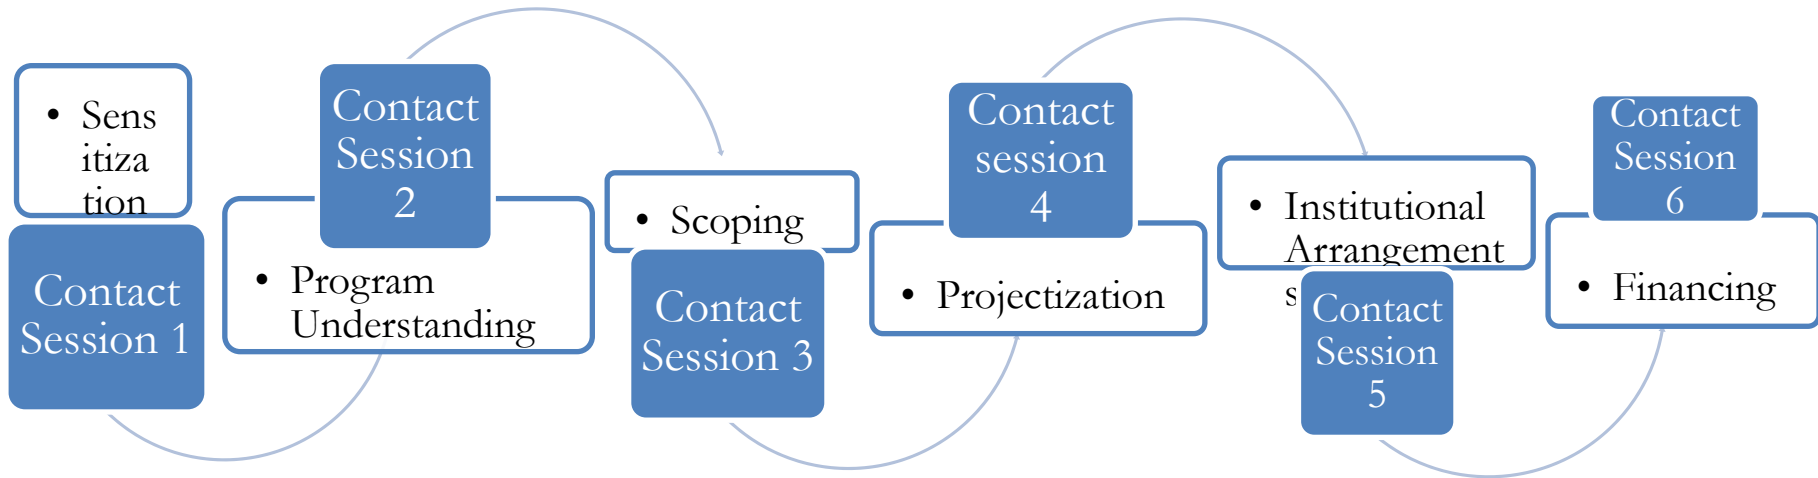 • Sens
itiza
tion
Contact
Session 1
Contact
Session
2
• Program
Understanding
• Scoping
Contact
Session 3
Contact
session
4
• Projectization
• Institutional
Arrangement
s
Contact
Session
5
Contact
Session
6
• Financing